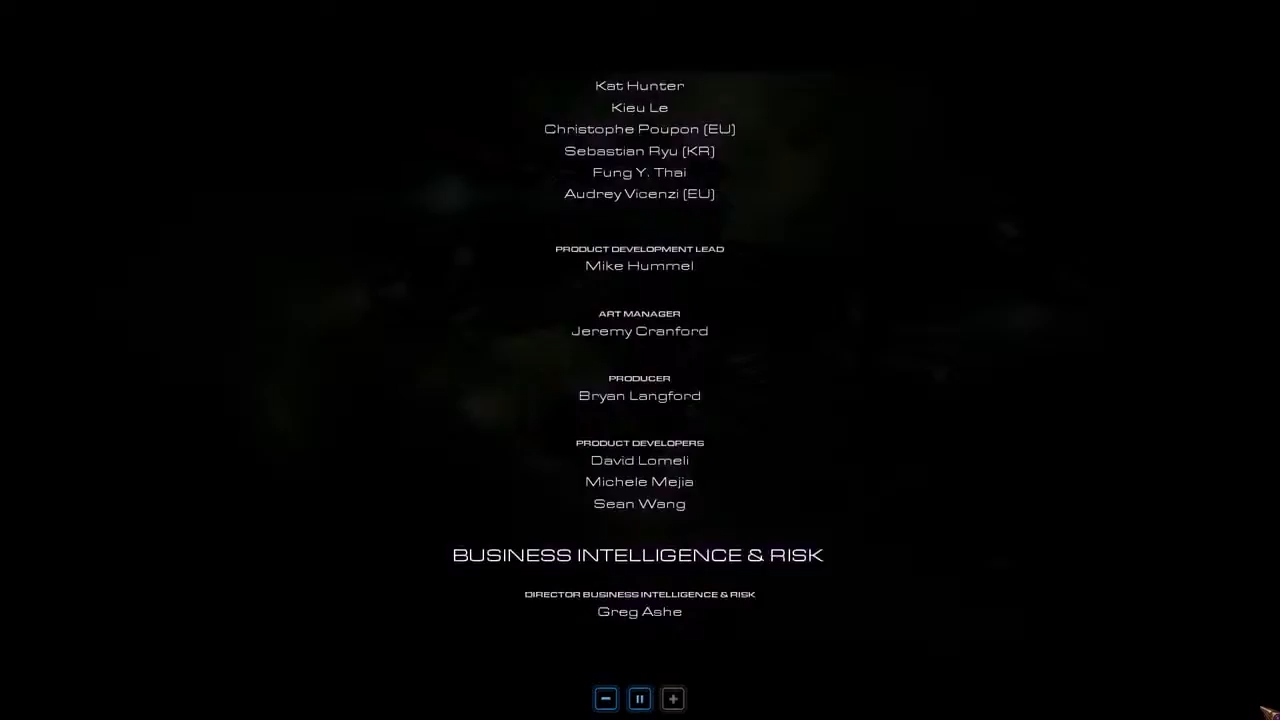 Kat Hunter
Kieu Le
Christophe Poupon (EU)
Sebastian Ryu (KR)
Fung Y. Thai
Audrey Vicenzi (EU)
PRODUCT DEVELOPMENT LEAD
Mike Hummel
ART MANAGER
Jeremy Cranford
PRODUCER
Bryan Langford
PRODUCT DEVELOPERS
David Lomeli
Michele Mejia
Sean Wang
BUSINESS INTELLIGENCE & RISK
DIRECTOR BUSINESS INTELLIGENCE & RISK
Greg Ashe